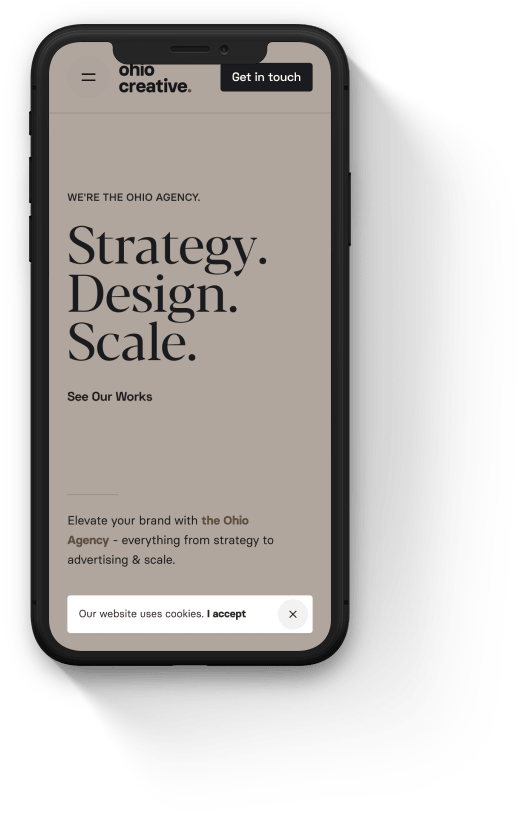 ohio
creative.
Get in touch
WE'RE THE OHIO AGENCY.
Strategy.
Design.
Scale.
See Our Works
Elevate your brand with the Ohio
Agency - everything from strategy to
advertising & scale.
Our website uses cookies. I accept